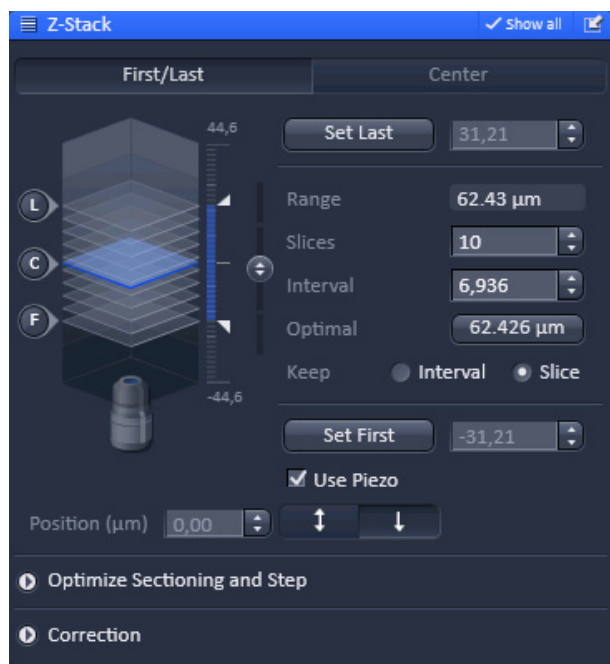 Z-Stack Show all
First/Last Center
44,6
Set Last 31,21
L
Range 62.43 µm
Slices 10
C
Interval 6,936
F
Optimal 62.426 µm
Keep Interval Slice
-44,6
Set First -31,21
Use Piezo
Position (µm) 0,00
Optimize Sectioning and Step
Correction